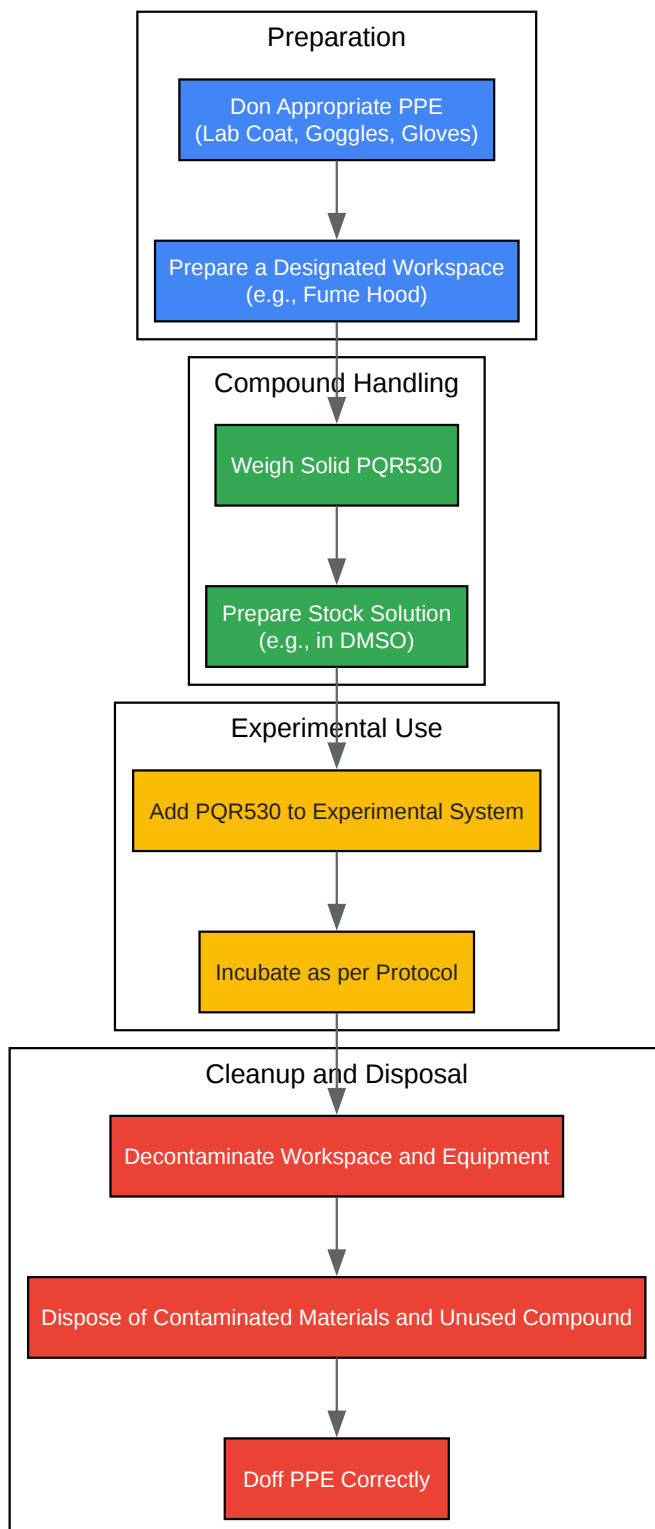 Preparation
Don Appropriate PPE
(Lab Coat, Goggles, Gloves)
Prepare a Designated Workspace
(e.g., Fume Hood)
Compound Handling
Weigh Solid PQR530
Prepare Stock Solution
(e.g., in DMSO)
Experimental Use
Add PQR530 to Experimental System
Incubate as per Protocol
Cleanup and Disposal
Decontaminate Workspace and Equipment
Dispose of Contaminated Materials and Unused Compound
Doff PPE Correctly